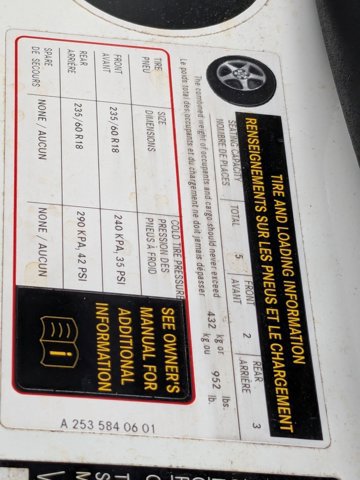 TIRE AND LOADING INFORMATION
RENSEIGNEMENTS SUR LES PNEUS ET LE CHARGEMENT
SEATING CAPACITY TOTAL 5 FRONT 2 REAR 3
NOMBRE DE PLACES AVANT ARRIÈRE
The combined weight of occupants and cargo should never exceed 432 kg or 952 lbs.
Le poids total des occupants et du chargement ne doit jamais dépasser kg ou lb.
TIRE SIZE COLD TIRE PRESSURE
PNEU DIMENSIONS PRESSION DES
PNEUS À FROID
FRONT 235/60 R18 240 KPA, 35 PSI
AVANT
REAR 235/60 R18 290 KPA, 42 PSI
ARRIÈRE
SPARE NONE / AUCUN NONE / AUCUN
DE SECOURS
SEE OWNER'S
MANUAL FOR
ADDITIONAL
INFORMATION
A 253 584 06 01